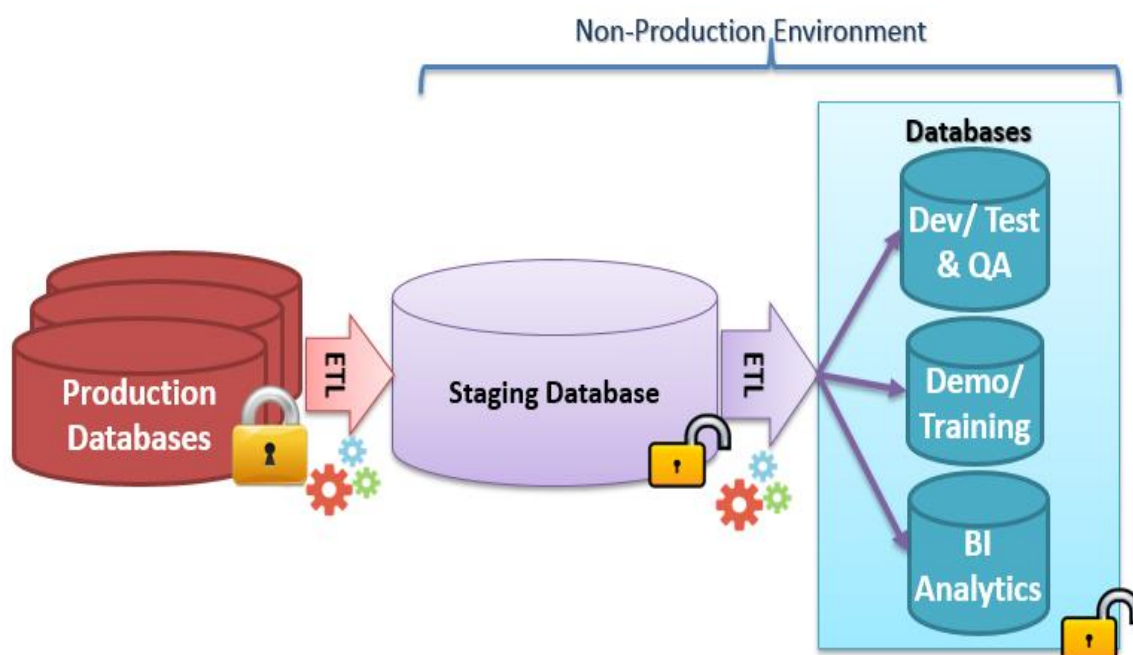 Non-Production Environment
Databases
Dev/ Test
& QA
Production
Databases
ETL
Staging Database
ETL
Demo/
Training
BI
Analytics